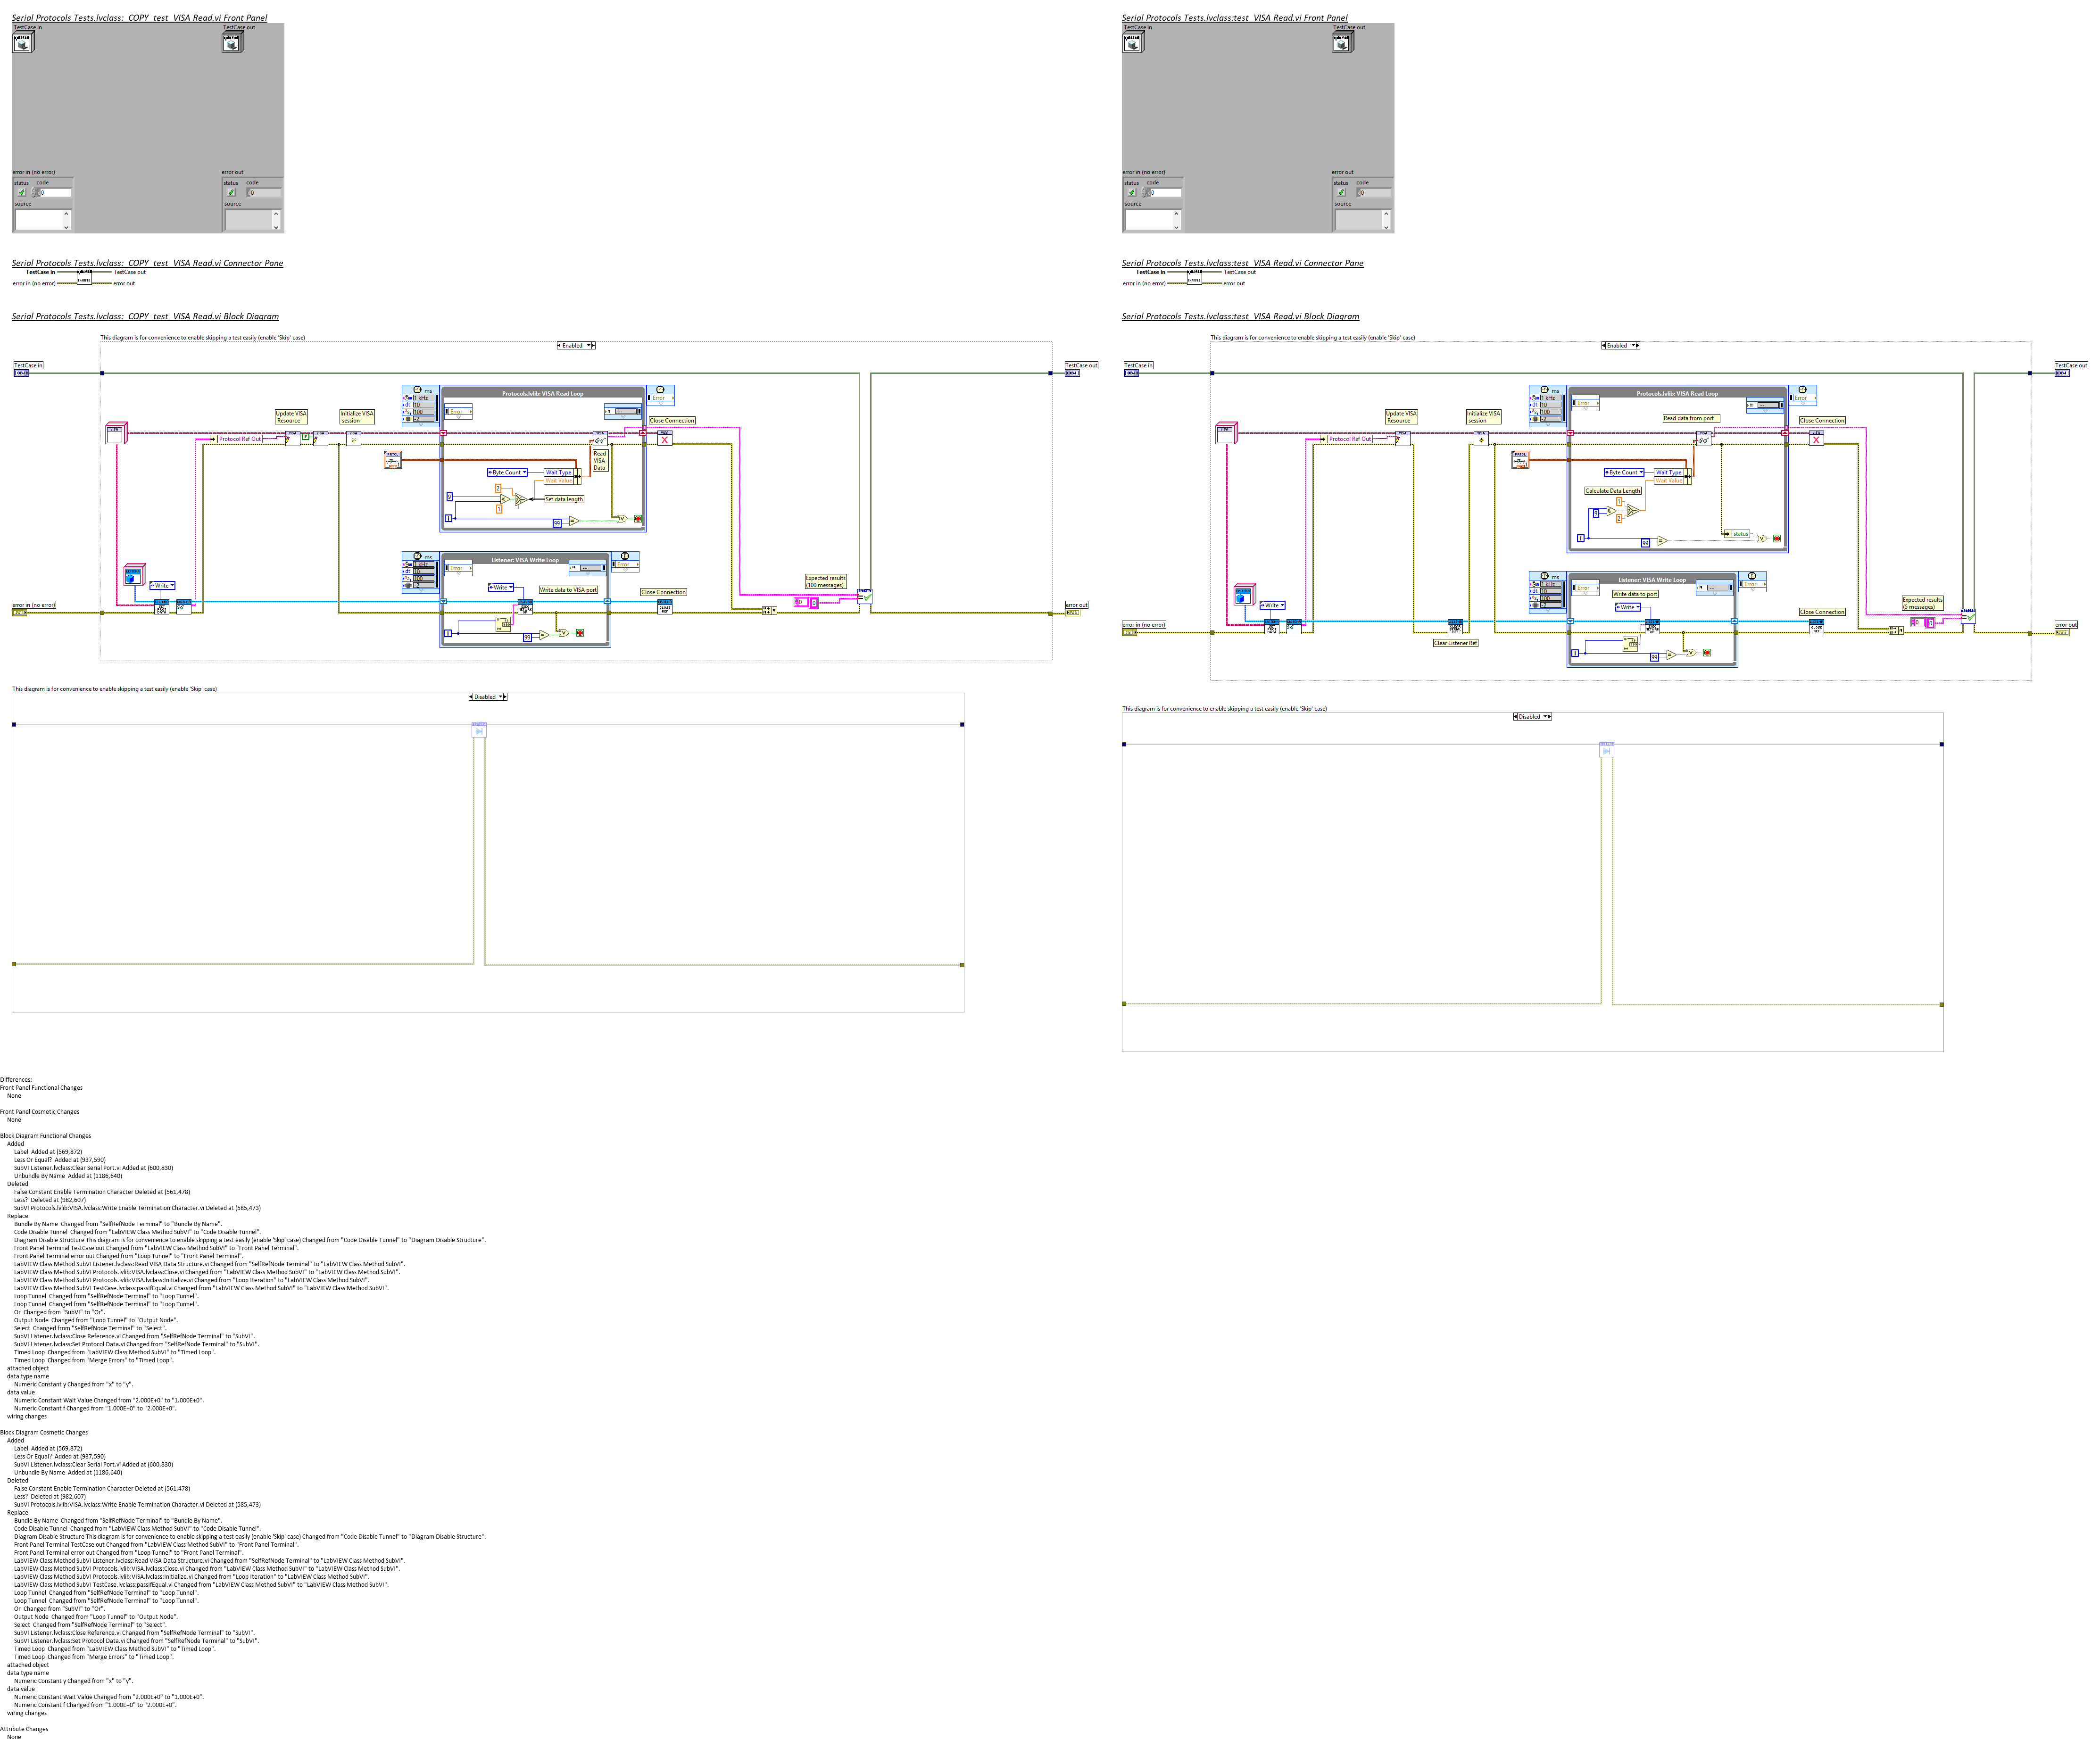 Serial Protocols Tests.lvclass:_COPY_test_VISA Read.vi Front Panel
TestCase in
TestCase out
error in (no error)
status
code
0
source
error out
status
code
0
source
Serial Protocols Tests.lvclass:_COPY_test_VISA Read.vi Connector Pane
TestCase in
TestCase out
error in (no error)
error out
Serial Protocols Tests.lvclass:_COPY_test_VISA Read.vi Block Diagram
This diagram is for convenience to enable skipping a test easily (enable 'Skip' case)
Enabled
TestCase in
TestCase out
ms
Protocols.lvlib: VISA Read Loop
1 kHz
dt 10
100
-2
Error
Error
Update VISA
Resource
Initialize VISA
session
Close Connection
Protocol Ref Out
Read
VISA
Data
Byte Count
Wait Type
Wait Value
2
1
Set data length
99
ms
Listener: VISA Write Loop
1 kHz
dt 10
100
-2
Error
Error
Write
Write
Write data to VISA port
Close Connection
Expected results
(100 messages)
99
error in (no error)
error out
This diagram is for convenience to enable skipping a test easily (enable 'Skip' case)
Disabled
Serial Protocols Tests.lvclass:test_VISA Read.vi Front Panel
TestCase in
TestCase out
error in (no error)
status
code
0
source
error out
status
code
0
source
Serial Protocols Tests.lvclass:test_VISA Read.vi Connector Pane
TestCase in
TestCase out
error in (no error)
error out
Serial Protocols Tests.lvclass:test_VISA Read.vi Block Diagram
This diagram is for convenience to enable skipping a test easily (enable 'Skip' case)
Enabled
TestCase in
TestCase out
ms
Protocols.lvlib: VISA Read Loop
1 kHz
dt 10
100
-2
Error
Error
Update VISA
Resource
Initialize VISA
session
Read data from port
Close Connection
Protocol Ref Out
Byte Count
Wait Type
Wait Value
Calculate Data Length
1
2
status
99
ms
Listener: VISA Write Loop
1 kHz
dt 10
100
-2
Error
Error
Write data to port
Write
Write
Close Connection
Expected results
(5 messages)
Clear Listener Ref
99
error in (no error)
error out
This diagram is for convenience to enable skipping a test easily (enable 'Skip' case)
Disabled
Differences:
Front Panel Functional Changes
None
Front Panel Cosmetic Changes
None
Block Diagram Functional Changes
Added
Label  Added at (569,872)
Less Or Equal?  Added at (937,590)
SubVI Listener.lvclass:Clear Serial Port.vi Added at (600,830)
Unbundle By Name  Added at (1186,640)
Deleted
False Constant Enable Termination Character Deleted at (561,478)
Less?  Deleted at (982,607)
SubVI Protocols.lvlib:VISA.lvclass:Write Enable Termination Character.vi Deleted at (585,473)
Replace
Bundle By Name  Changed from "SelfRefNode Terminal" to "Bundle By Name".
Code Disable Tunnel  Changed from "LabVIEW Class Method SubVI" to "Code Disable Tunnel".
Diagram Disable Structure This diagram is for convenience to enable skipping a test easily (enable 'Skip' case) Changed from "Code Disable Tunnel" to "Diagram Disable Structure".
Front Panel Terminal TestCase out Changed from "LabVIEW Class Method SubVI" to "Front Panel Terminal".
Front Panel Terminal error out Changed from "Loop Tunnel" to "Front Panel Terminal".
LabVIEW Class Method SubVI Listener.lvclass:Read VISA Data Structure.vi Changed from "SelfRefNode Terminal" to "LabVIEW Class Method SubVI".
LabVIEW Class Method SubVI Protocols.lvlib:VISA.lvclass:Close.vi Changed from "LabVIEW Class Method SubVI" to "LabVIEW Class Method SubVI".
LabVIEW Class Method SubVI Protocols.lvlib:VISA.lvclass:Initialize.vi Changed from "Loop Iteration" to "LabVIEW Class Method SubVI".
LabVIEW Class Method SubVI TestCase.lvclass:passIfEqual.vi Changed from "LabVIEW Class Method SubVI" to "LabVIEW Class Method SubVI".
Loop Tunnel  Changed from "SelfRefNode Terminal" to "Loop Tunnel".
Loop Tunnel  Changed from "SelfRefNode Terminal" to "Loop Tunnel".
Or  Changed from "SubVI" to "Or".
Output Node  Changed from "Loop Tunnel" to "Output Node".
Select  Changed from "SelfRefNode Terminal" to "Select".
SubVI Listener.lvclass:Close Reference.vi Changed from "SelfRefNode Terminal" to "SubVI".
SubVI Listener.lvclass:Set Protocol Data.vi Changed from "SelfRefNode Terminal" to "SubVI".
Timed Loop  Changed from "LabVIEW Class Method SubVI" to "Timed Loop".
Timed Loop  Changed from "Merge Errors" to "Timed Loop".
attached object
data type name
Numeric Constant y Changed from "x" to "y".
data value
Numeric Constant Wait Value Changed from "2.000E+0" to "1.000E+0".
Numeric Constant f Changed from "1.000E+0" to "2.000E+0".
wiring changes
Block Diagram Cosmetic Changes
Added
Label  Added at (569,872)
Less Or Equal?  Added at (937,590)
SubVI Listener.lvclass:Clear Serial Port.vi Added at (600,830)
Unbundle By Name  Added at (1186,640)
Deleted
False Constant Enable Termination Character Deleted at (561,478)
Less?  Deleted at (982,607)
SubVI Protocols.lvlib:VISA.lvclass:Write Enable Termination Character.vi Deleted at (585,473)
Replace
Bundle By Name  Changed from "SelfRefNode Terminal" to "Bundle By Name".
Code Disable Tunnel  Changed from "LabVIEW Class Method SubVI" to "Code Disable Tunnel".
Diagram Disable Structure This diagram is for convenience to enable skipping a test easily (enable 'Skip' case) Changed from "Code Disable Tunnel" to "Diagram Disable Structure".
Front Panel Terminal TestCase out Changed from "LabVIEW Class Method SubVI" to "Front Panel Terminal".
Front Panel Terminal error out Changed from "Loop Tunnel" to "Front Panel Terminal".
LabVIEW Class Method SubVI Listener.lvclass:Read VISA Data Structure.vi Changed from "SelfRefNode Terminal" to "LabVIEW Class Method SubVI".
LabVIEW Class Method SubVI Protocols.lvlib:VISA.lvclass:Close.vi Changed from "LabVIEW Class Method SubVI" to "LabVIEW Class Method SubVI".
LabVIEW Class Method SubVI Protocols.lvlib:VISA.lvclass:Initialize.vi Changed from "Loop Iteration" to "LabVIEW Class Method SubVI".
LabVIEW Class Method SubVI TestCase.lvclass:passIfEqual.vi Changed from "LabVIEW Class Method SubVI" to "LabVIEW Class Method SubVI".
Loop Tunnel  Changed from "SelfRefNode Terminal" to "Loop Tunnel".
Loop Tunnel  Changed from "SelfRefNode Terminal" to "Loop Tunnel".
Or  Changed from "SubVI" to "Or".
Output Node  Changed from "Loop Tunnel" to "Output Node".
Select  Changed from "SelfRefNode Terminal" to "Select".
SubVI Listener.lvclass:Close Reference.vi Changed from "SelfRefNode Terminal" to "SubVI".
SubVI Listener.lvclass:Set Protocol Data.vi Changed from "SelfRefNode Terminal" to "SubVI".
Timed Loop  Changed from "LabVIEW Class Method SubVI" to "Timed Loop".
Timed Loop  Changed from "Merge Errors" to "Timed Loop".
attached object
data type name
Numeric Constant y Changed from "x" to "y".
data value
Numeric Constant Wait Value Changed from "2.000E+0" to "1.000E+0".
Numeric Constant f Changed from "1.000E+0" to "2.000E+0".
wiring changes
Attribute Changes
None